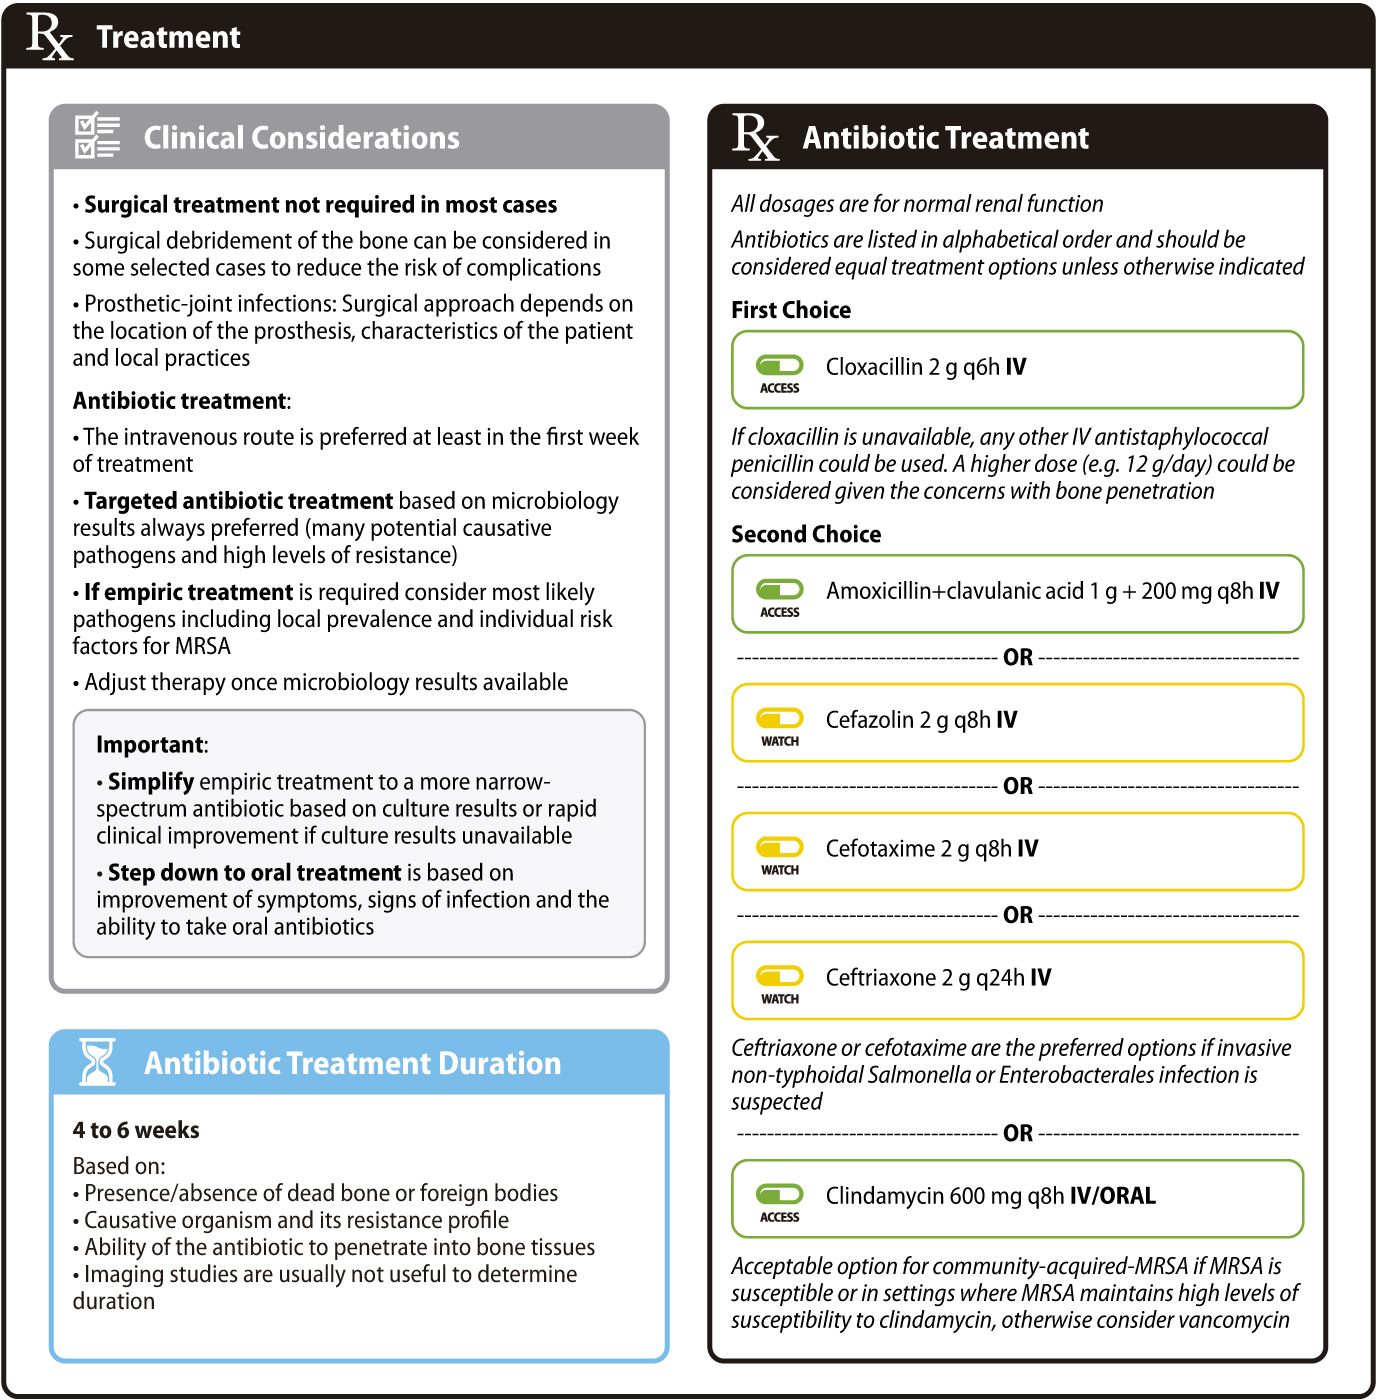 Rx Treatment
Clinical Considerations
• Surgical treatment not required in most cases
• Surgical debridement of the bone can be considered in
some selected cases to reduce the risk of complications
• Prosthetic-joint infections: Surgical approach depends on
the location of the prosthesis, characteristics of the patient
and local practices
Antibiotic treatment:
• The intravenous route is preferred at least in the first week
of treatment
• Targeted antibiotic treatment based on microbiology
results always preferred (many potential causative
pathogens and high levels of resistance)
• If empiric treatment is required consider most likely
pathogens including local prevalence and individual risk
factors for MRSA
• Adjust therapy once microbiology results available
Important:
• Simplify empiric treatment to a more narrow-
spectrum antibiotic based on culture results or rapid
clinical improvement if culture results unavailable
• Step down to oral treatment is based on
improvement of symptoms, signs of infection and the
ability to take oral antibiotics
Antibiotic Treatment Duration
4 to 6 weeks
Based on:
• Presence/absence of dead bone or foreign bodies
• Causative organism and its resistance profile
• Ability of the antibiotic to penetrate into bone tissues
• Imaging studies are usually not useful to determine
duration
Rx Antibiotic Treatment
All dosages are for normal renal function
Antibiotics are listed in alphabetical order and should be
considered equal treatment options unless otherwise indicated
First Choice
Cloxacillin 2 g q6h IV
ACCESS
If cloxacillin is unavailable, any other IV antistaphylococcal
penicillin could be used. A higher dose (e.g. 12 g/day) could be
considered given the concerns with bone penetration
Second Choice
Amoxicillin+clavulanic acid 1 g + 200 mg q8h IV
ACCESS
OR
Cefazolin 2 g q8h IV
WATCH
OR
Cefotaxime 2 g q8h IV
WATCH
OR
Ceftriaxone 2 g q24h IV
WATCH
Ceftriaxone or cefotaxime are the preferred options if invasive
non-typhoidal Salmonella or Enterobacterales infection is
suspected
OR
Clindamycin 600 mg q8h IV/ORAL
ACCESS
Acceptable option for community-acquired-MRSA if MRSA is
susceptible or in settings where MRSA maintains high levels of
susceptibility to clindamycin, otherwise consider vancomycin